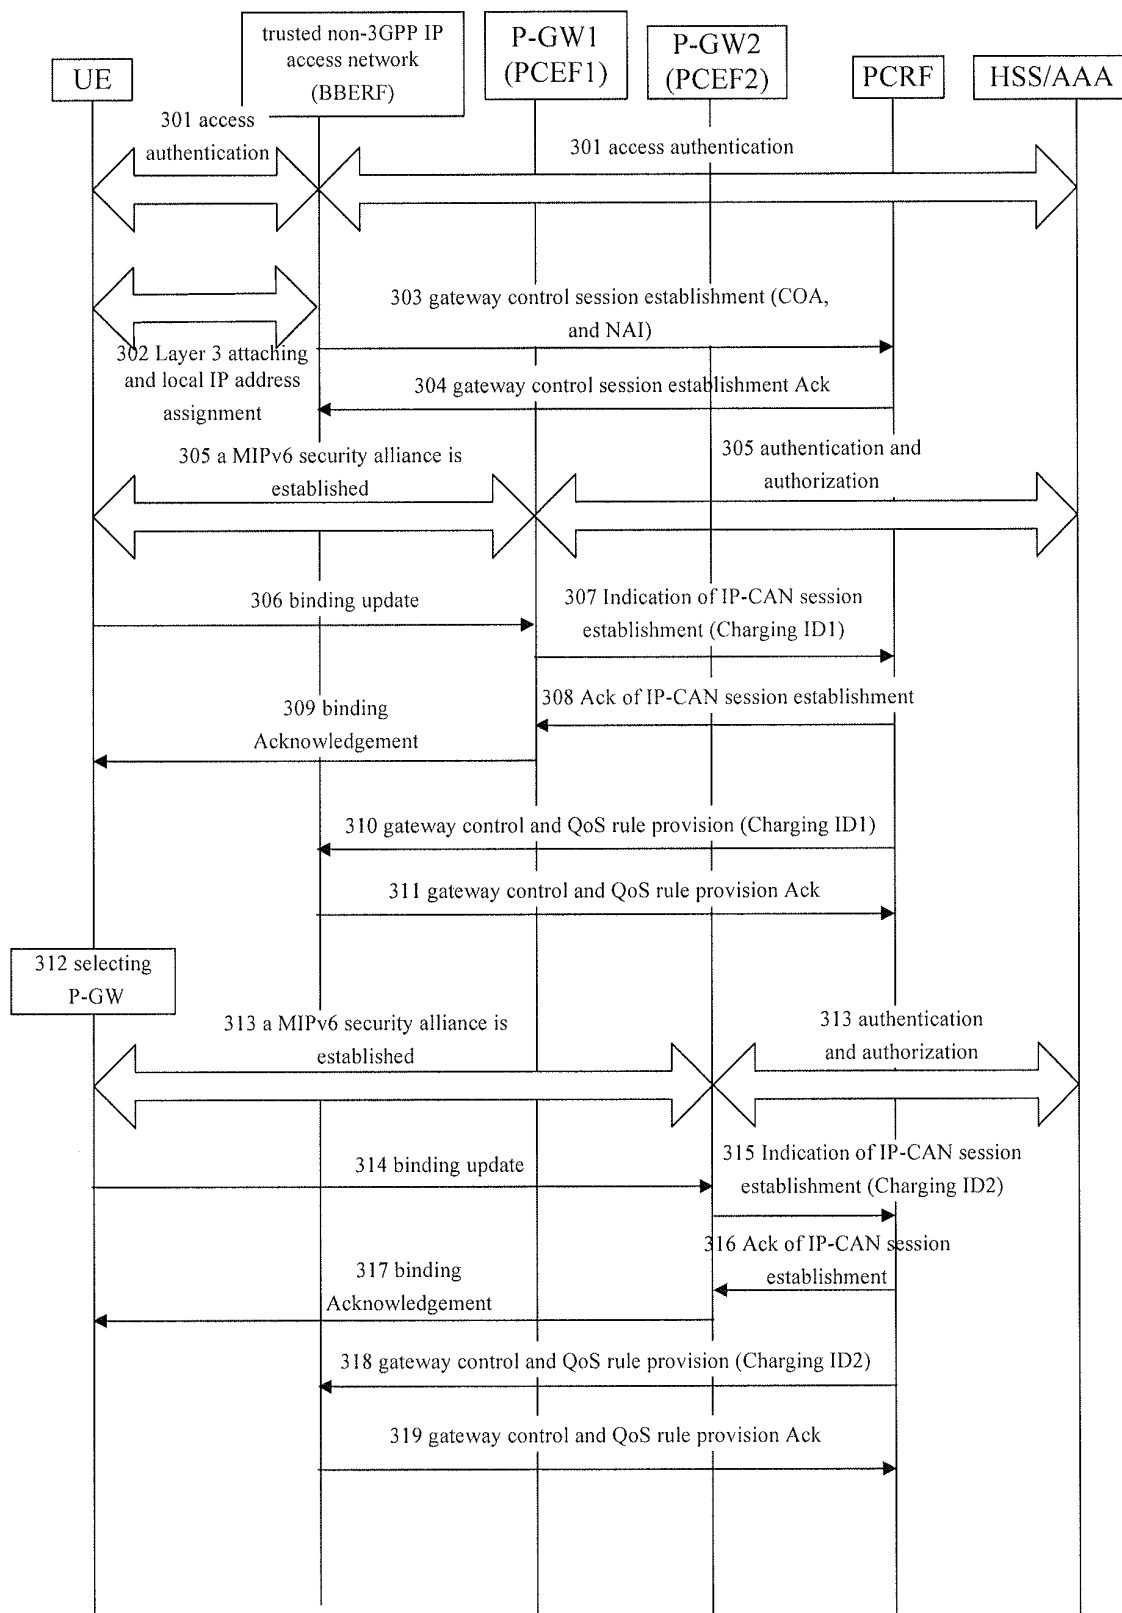 UE
trusted non-3GPP IP
access network
(BBERF)
P-GW1
(PCEF1)
P-GW2
(PCEF2)
PCRF
HSS/AAA
301 access
authentication
301 access authentication
303 gateway control session establishment (COA,
and NAI)
302 Layer 3 attaching
and local IP address
assignment
304 gateway control session establishment Ack
305 a MIPv6 security alliance is
established
305 authentication and
authorization
306 binding update
307 Indication of IP-CAN session
establishment (Charging ID1)
308 Ack of IP-CAN session establishment
309 binding
Acknowledgement
310 gateway control and QoS rule provision (Charging ID1)
311 gateway control and QoS rule provision Ack
312 selecting
P-GW
313 a MIPv6 security alliance is
established
313 authentication
and authorization
314 binding update
315 Indication of IP-CAN session
establishment (Charging ID2)
316 Ack of IP-CAN session
establishment
317 binding
Acknowledgement
318 gateway control and QoS rule provision (Charging ID2)
319 gateway control and QoS rule provision Ack